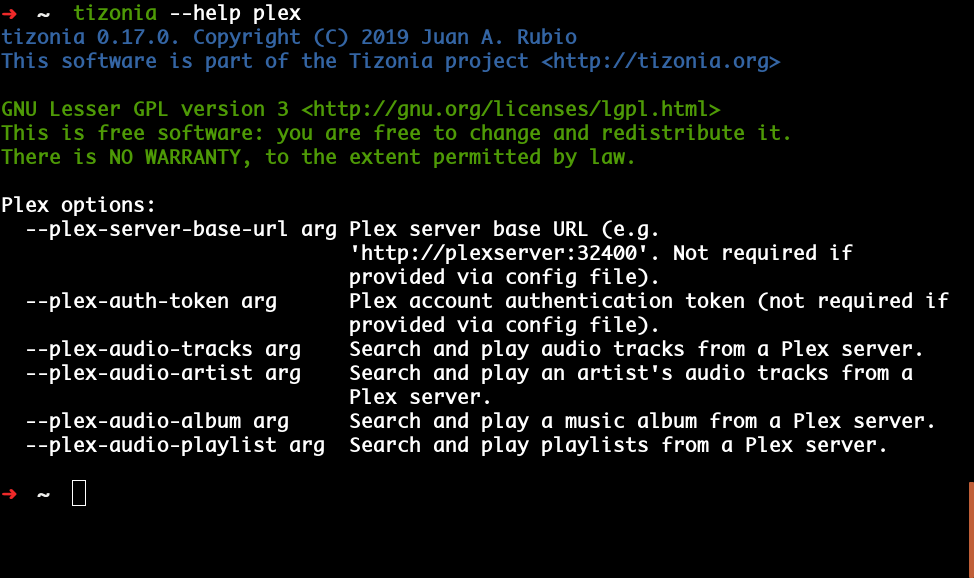 ➜ ~ tizonia --help plex
tizonia 0.17.0. Copyright (C) 2019 Juan A. Rubio
This software is part of the Tizonia project <http://tizonia.org>
GNU Lesser GPL version 3 <http://gnu.org/licenses/lgpl.html>
This is free software: you are free to change and redistribute it.
There is NO WARRANTY, to the extent permitted by law.
Plex options:
--plex-server-base-url arg Plex server base URL (e.g.
'http://plexserver:32400'. Not required if
provided via config file).
--plex-auth-token arg Plex account authentication token (not required if
provided via config file).
--plex-audio-tracks arg Search and play audio tracks from a Plex server.
--plex-audio-artist arg Search and play an artist's audio tracks from a
Plex server.
--plex-audio-album arg Search and play a music album from a Plex server.
--plex-audio-playlist arg Search and play playlists from a Plex server.
➜ ~